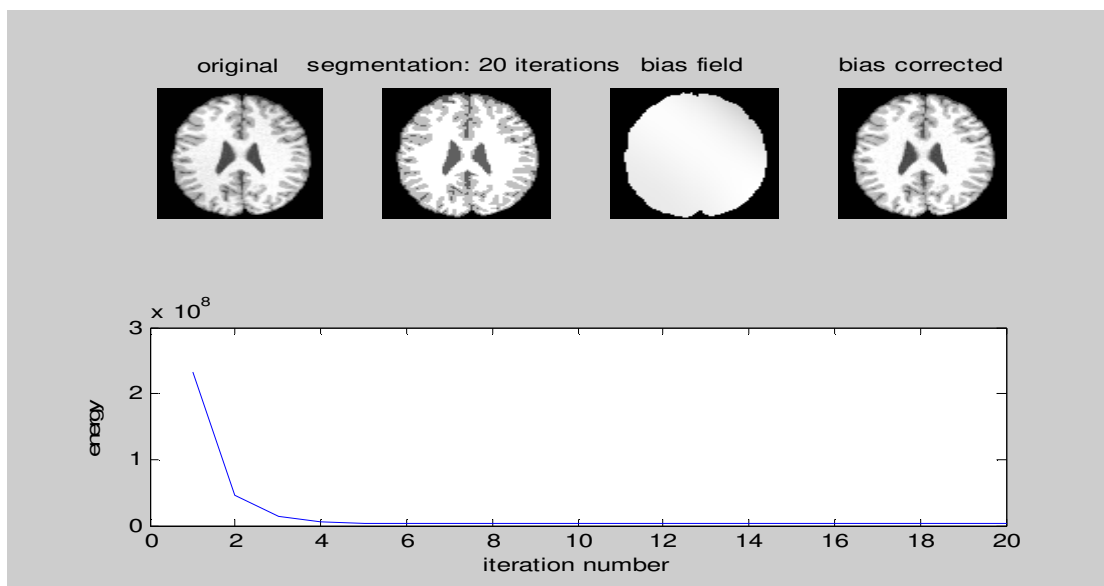 original
segmentation: 20 iterations
bias field
bias corrected
× 10^8
3
2
1
0
energy
0 2 4 6 8 10 12 14 16 18 20
iteration number